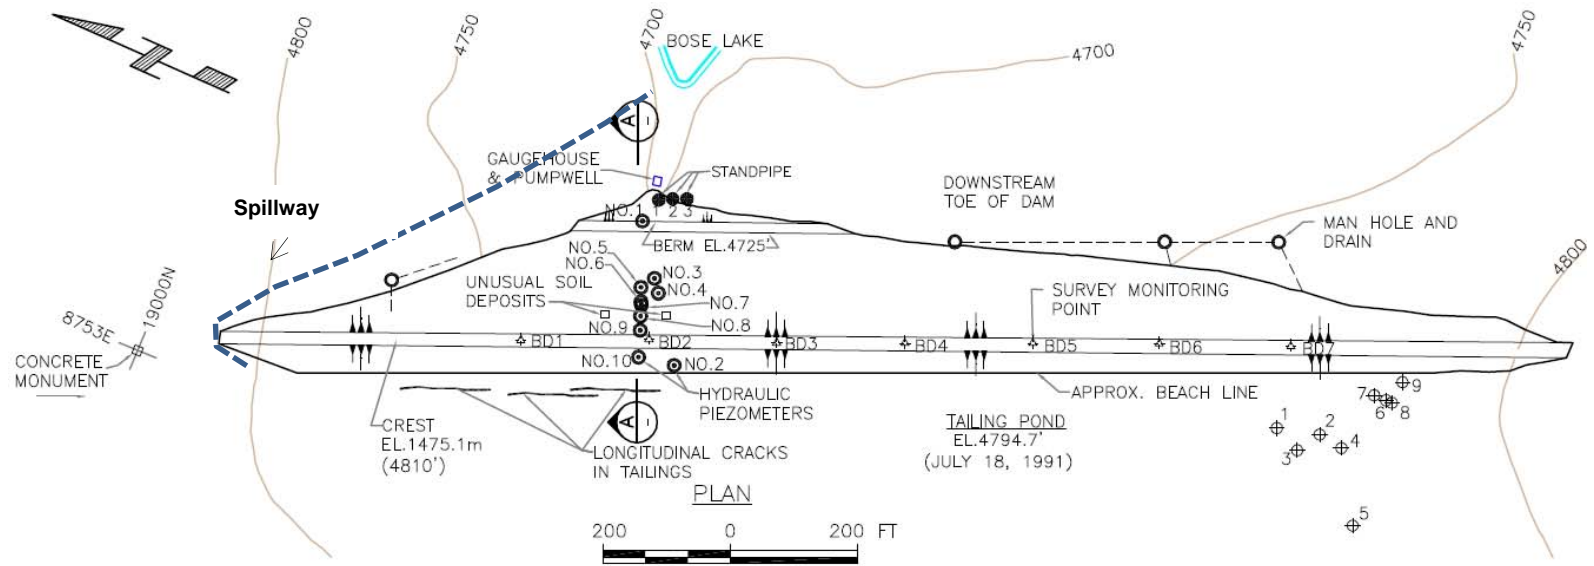 4800
4750
4700
BOSE LAKE
4700
4750
A
-
GAUGEHOUSE
& PUMPWELL
STANDPIPE
DOWNSTREAM
TOE OF DAM
Spillway
NO.1
1 2 3
MAN HOLE AND
DRAIN
BERM EL.4725'
NO.5
NO.6
NO.3
NO.4
4800
UNUSUAL SOIL
DEPOSITS
NO.7
SURVEY MONITORING
POINT
8753E
19000N
NO.9
NO.8
BD1
BD2
BD3
BD4
BD5
BD6
BD7
CONCRETE
MONUMENT
NO.10
NO.2
HYDRAULIC
PIEZOMETERS
APPROX. BEACH LINE
7
6
8
9
CREST
EL.1475.1m
(4810')
A
-
TAILING POND
EL.4794.7'
(JULY 18, 1991)
1
2
3
4
LONGITUDINAL CRACKS
IN TAILINGS
PLAN
5
200 0 200 FT